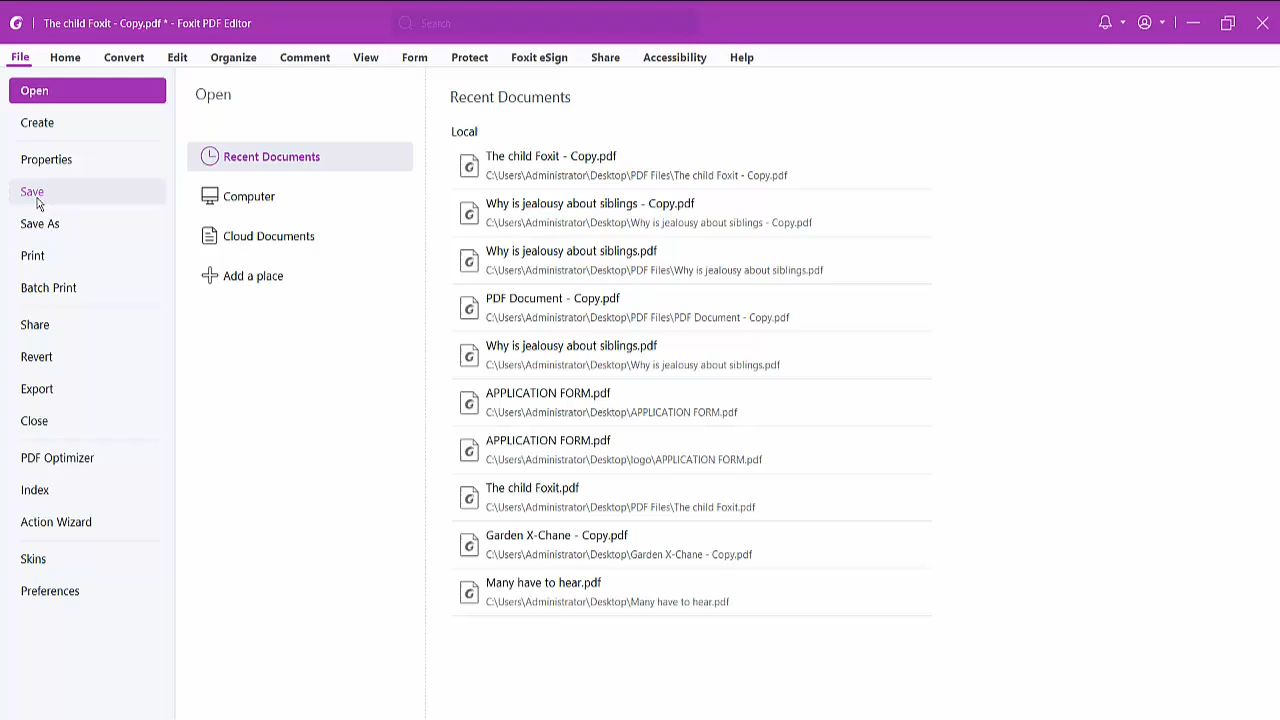 The child Foxit - Copy.pdf * - Foxit PDF Editor
Search
File Home Convert Edit Organize Comment View Form Protect Foxit eSign Share Accessibility Help
Open
Create
Properties
Save
Save As
Print
Batch Print
Share
Revert
Export
Close
PDF Optimizer
Index
Action Wizard
Skins
Preferences
Open
Recent Documents
Computer
Cloud Documents
Add a place
Recent Documents
Local
The child Foxit - Copy.pdf
C:\Users\Administrator\Desktop\PDF Files\The child Foxit - Copy.pdf
Why is jealousy about siblings - Copy.pdf
C:\Users\Administrator\Desktop\Why is jealousy about siblings - Copy.pdf
Why is jealousy about siblings.pdf
C:\Users\Administrator\Desktop\PDF Files\Why is jealousy about siblings.pdf
PDF Document - Copy.pdf
C:\Users\Administrator\Desktop\PDF Files\PDF Document - Copy.pdf
Why is jealousy about siblings.pdf
C:\Users\Administrator\Desktop\Why is jealousy about siblings.pdf
APPLICATION FORM.pdf
C:\Users\Administrator\Desktop\APPLICATION FORM.pdf
APPLICATION FORM.pdf
C:\Users\Administrator\Desktop\logo\APPLICATION FORM.pdf
The child Foxit.pdf
C:\Users\Administrator\Desktop\PDF Files\The child Foxit.pdf
Garden X-Chane - Copy.pdf
C:\Users\Administrator\Desktop\Garden X-Chane - Copy.pdf
Many have to hear.pdf
C:\Users\Administrator\Desktop\Many have to hear.pdf